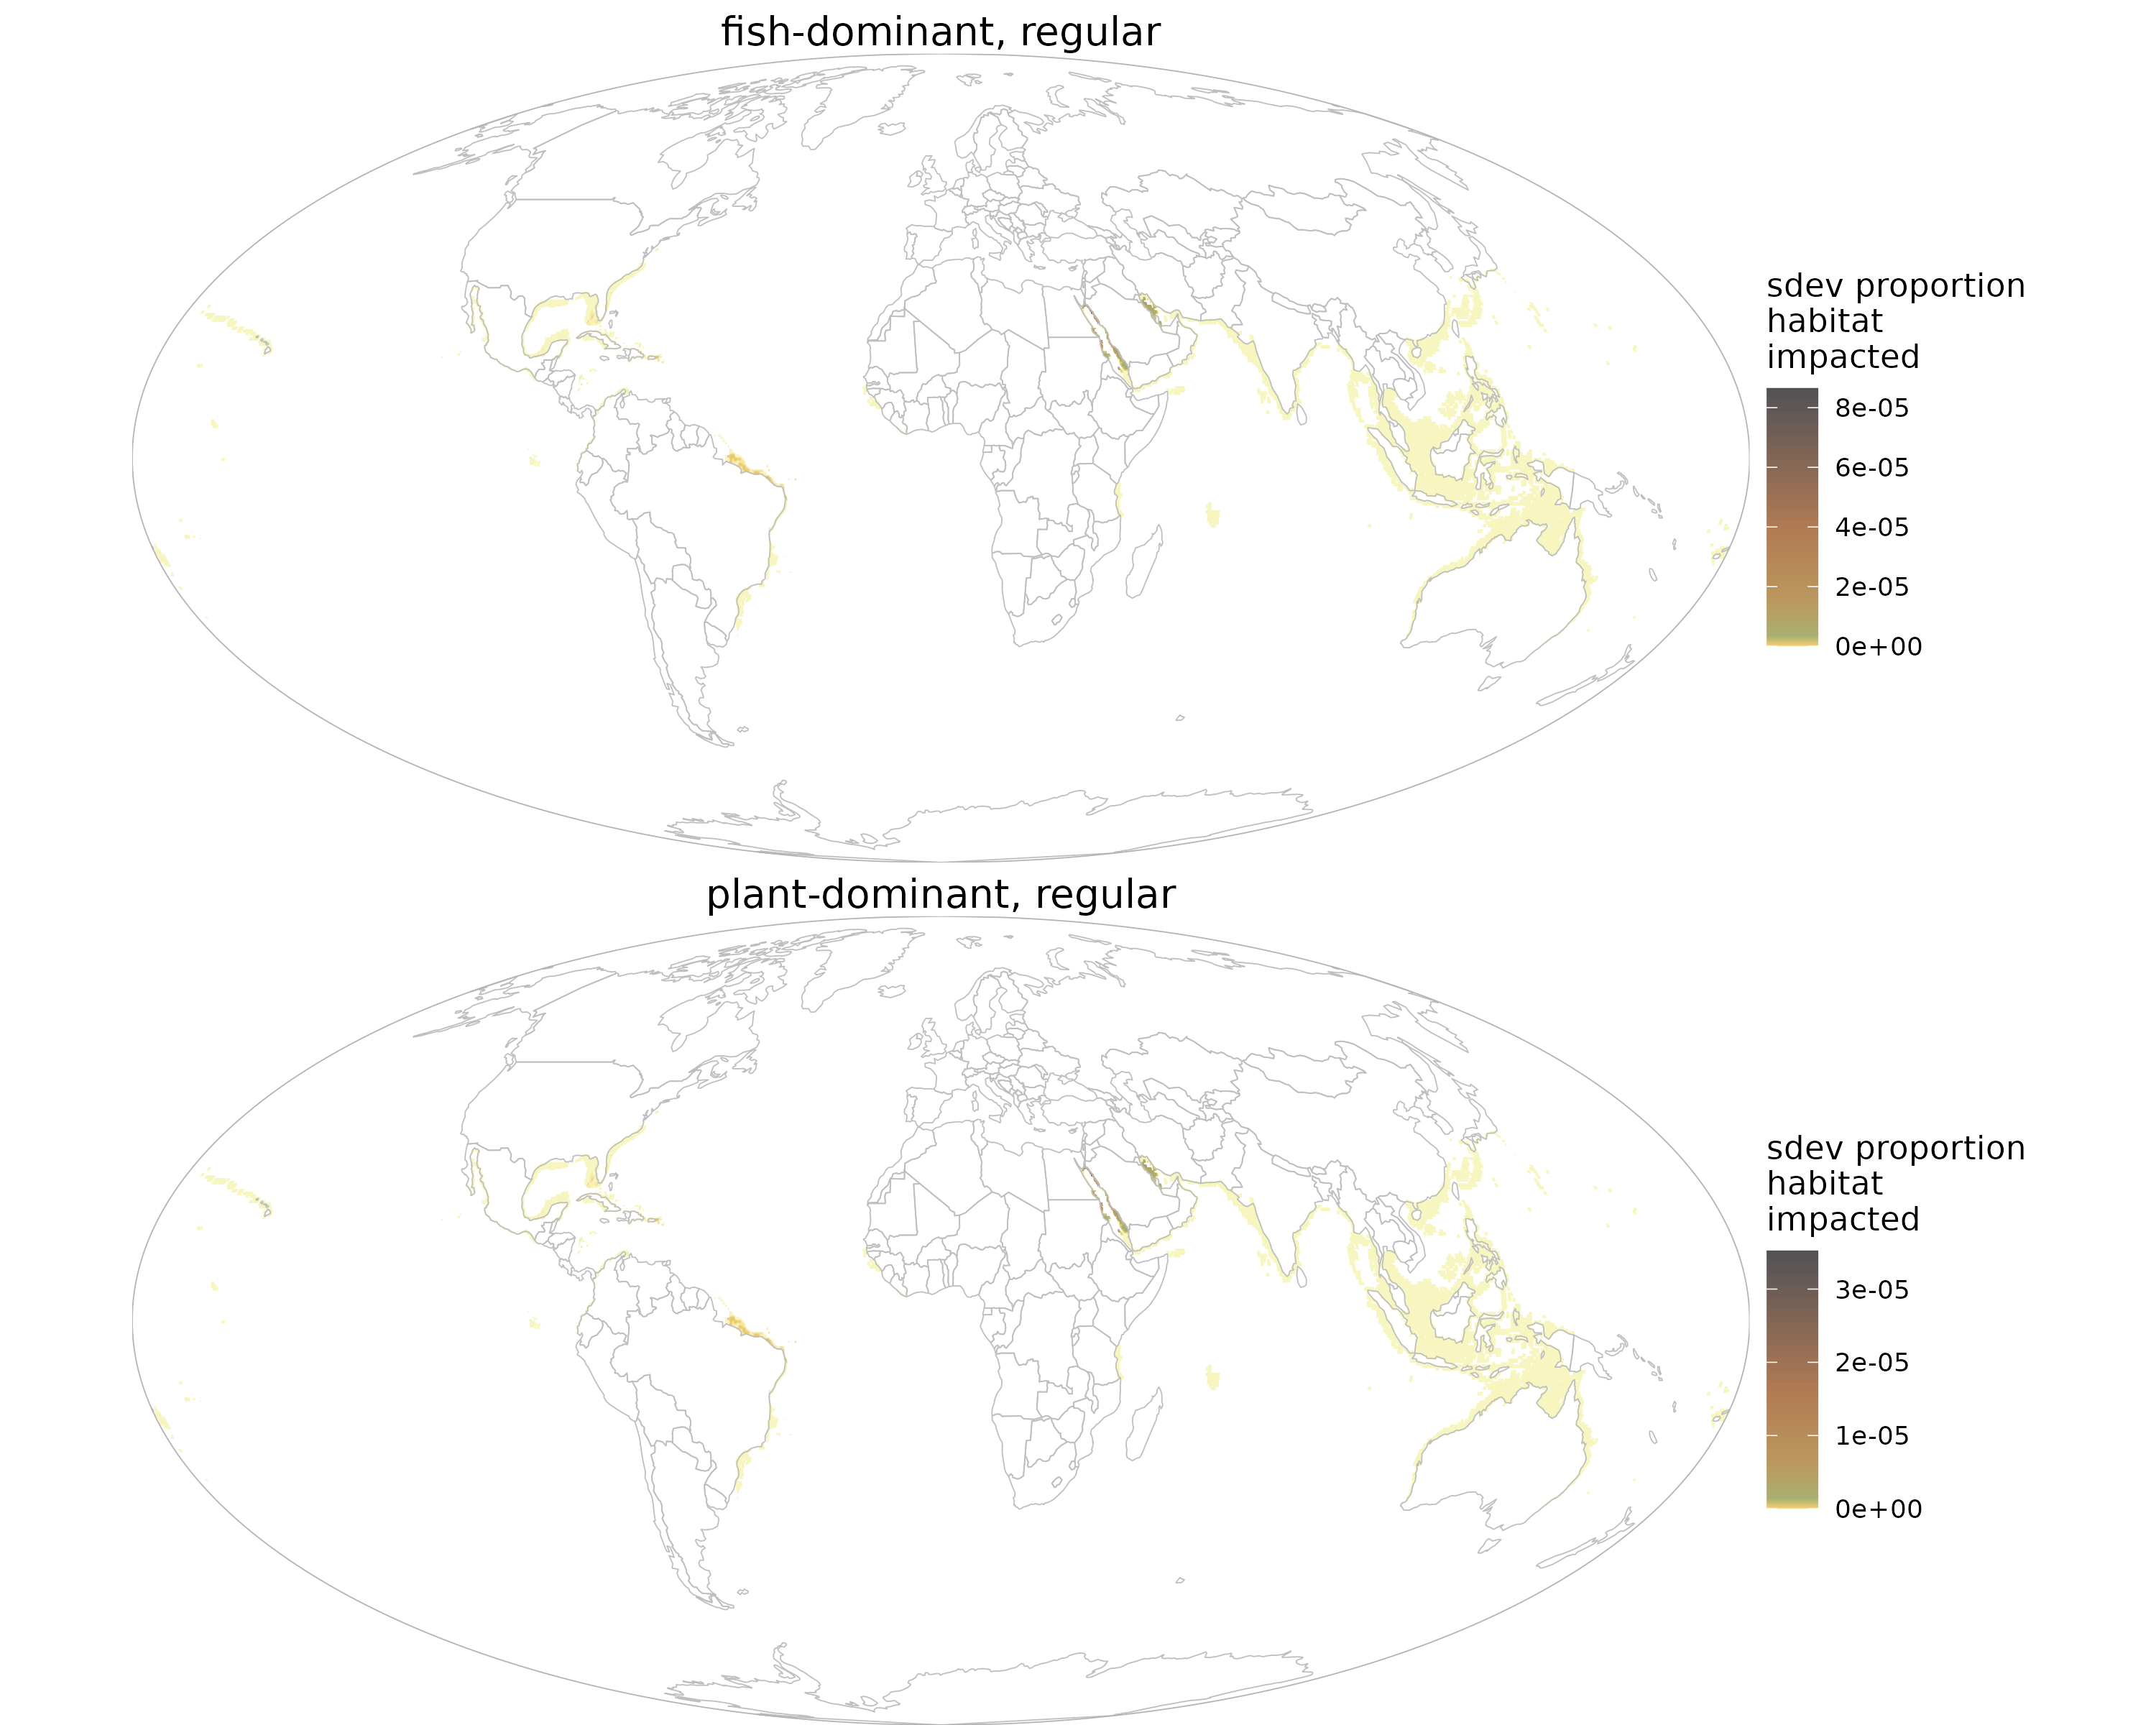 fish-dominant, regular
sdev proportion
habitat
impacted
8e-05
6e-05
4e-05
2e-05
0e+00
plant-dominant, regular
sdev proportion
habitat
impacted
3e-05
2e-05
1e-05
0e+00